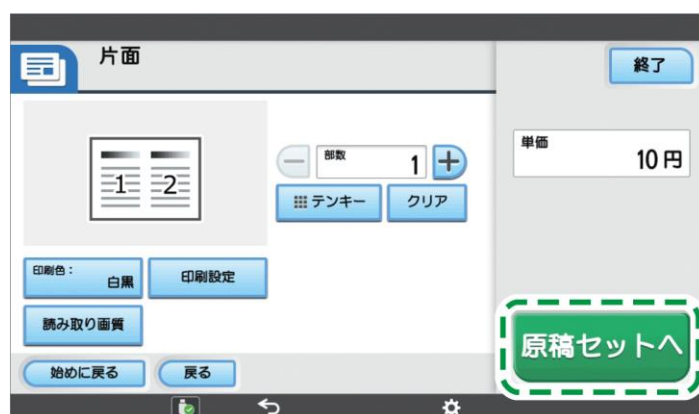 片面
終了
1 2
部数
1
テンキー
クリア
単価
10 円
印刷色：
白黒
印刷設定
読み取り画質
原稿セットへ
始めに戻る
戻る